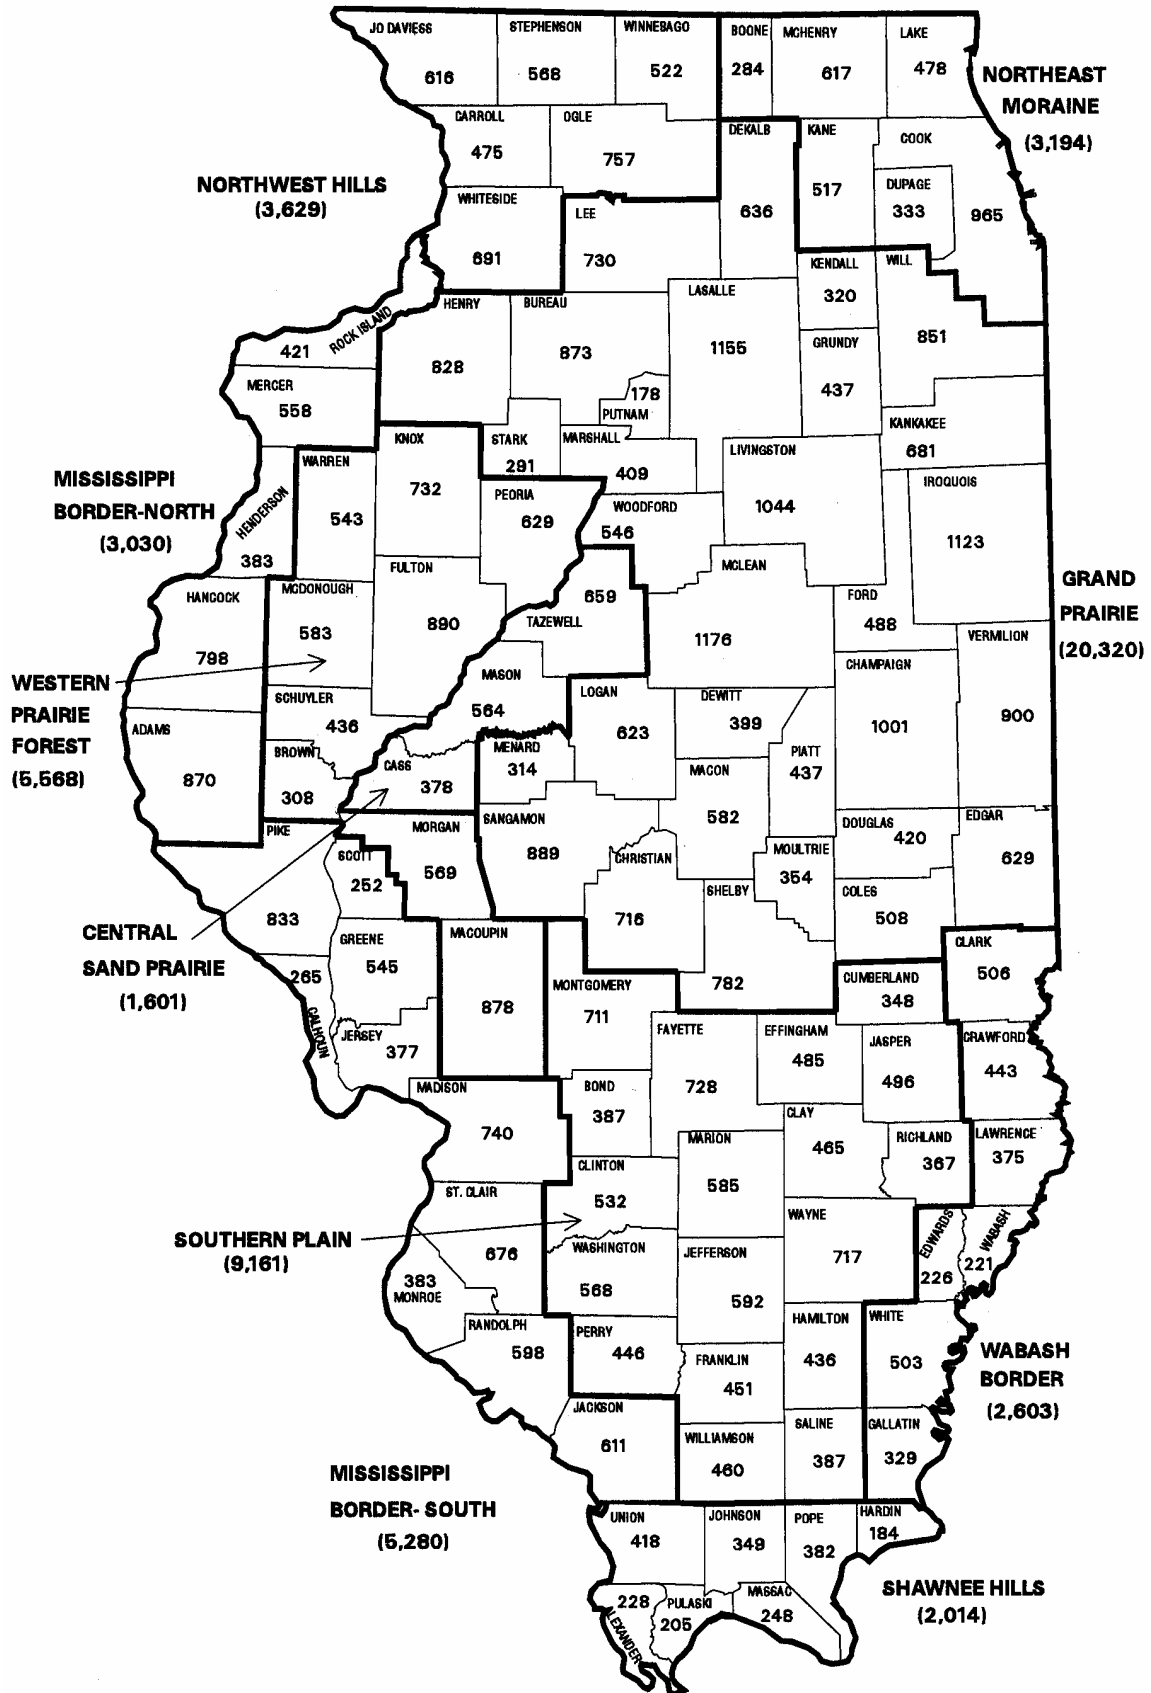 JO DAVIESS
616
STEPHENSON
568
WINNEBAGO
522
BOONE
284
MCHENRY
617
LAKE
478
NORTHEAST
MORAINE
(3,194)
CARROLL
475
OGLE
757
DEKALB
636
KANE
517
COOK
965
DUPAGE
333
NORTHWEST HILLS
(3,629)
WHITESIDE
691
LEE
730
KENDALL
320
WILL
851
ROCK ISLAND
421
HENRY
828
BUREAU
873
LASALLE
1155
GRUNDY
437
MERCER
558
178
PUTNAM
KANKAKEE
681
KNOX
732
STARK
291
MARSHALL
409
LIVINGSTON
1044
IROQUOIS
1123
MISSISSIPPI
BORDER-NORTH
(3,030)
WARREN
543
HENDERSON
383
PEORIA
629
WOODFORD
546
HANCOCK
798
MCDONOUGH
583
FULTON
890
659
TAZEWELL
MCLEAN
1176
FORD
488
VERMILION
900
GRAND
PRAIRIE
(20,320)
WESTERN
PRAIRIE
FOREST
(5,568)
CHAMPAIGN
1001
ADAMS
870
SCHUYLER
436
MASON
564
LOGAN
623
DEWITT
399
PIATT
437
BROWN
308
CASS
378
MENARD
314
MACON
582
PIKE
833
SCOTT
252
MORGAN
569
SANGAMON
889
CHRISTIAN
716
MOULTRIE
354
DOUGLAS
420
EDGAR
629
SHELBY
782
COLES
508
CENTRAL
SAND PRAIRIE
(1,601)
GREENE
545
MACOUPIN
878
MONTGOMERY
711
CUMBERLAND
348
CLARK
506
265
CALHOUN
JERSEY
377
FAYETTE
728
EFFINGHAM
485
JASPER
496
CRAWFORD
443
MADISON
740
BOND
387
CLAY
465
RICHLAND
367
LAWRENCE
375
MARION
585
CLINTON
532
ST. CLAIR
676
SOUTHERN PLAIN
(9,161)
WASHINGTON
568
JEFFERSON
592
WAYNE
717
EDWARDS
226
WABASH
221
383
MONROE
RANDOLPH
598
PERRY
446
FRANKLIN
451
HAMILTON
436
WHITE
503
WABASH
BORDER
(2,603)
JACKSON
611
WILLIAMSON
460
SALINE
387
GALLATIN
329
MISSISSIPPI
BORDER- SOUTH
(5,280)
UNION
418
JOHNSON
349
POPE
382
HARDIN
184
SHAWNEE HILLS
(2,014)
228
ALEXANDER
PULASKI
205
MASSAC
248